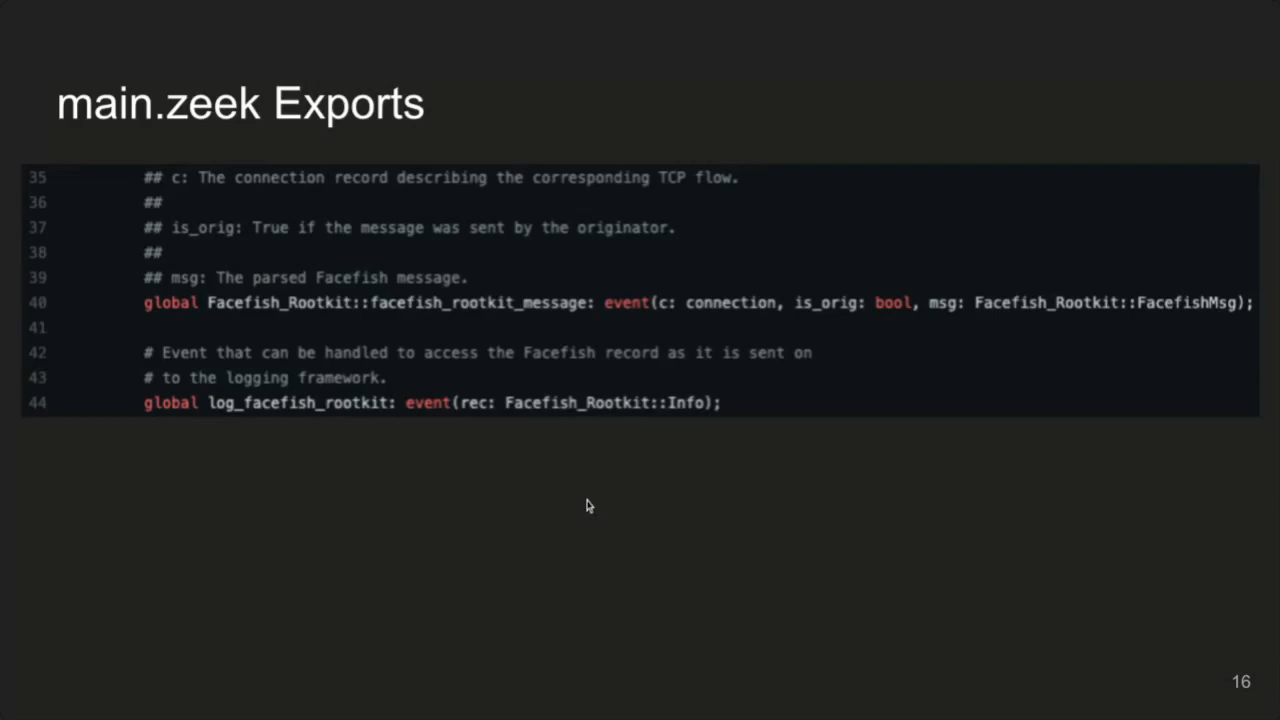 main.zeek Exports
35 ## c: The connection record describing the corresponding TCP flow.
36 ##
37 ## is_orig: True if the message was sent by the originator.
38 ##
39 ## msg: The parsed Facefish message.
40 global Facefish_Rootkit::facefish_rootkit_message: event(c: connection, is_orig: bool, msg: Facefish_Rootkit::FacefishMsg);
41
42 # Event that can be handled to access the Facefish record as it is sent on
43 # to the logging framework.
44 global log_facefish_rootkit: event(rec: Facefish_Rootkit::Info);
16